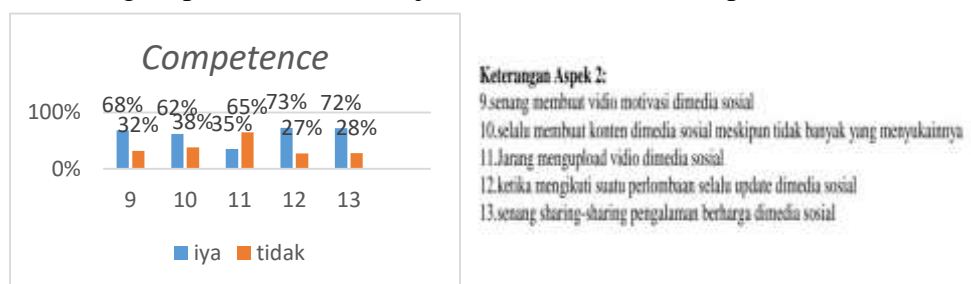 Competence
100%
0%
68% 32% 62% 38% 35% 65% 73% 27% 72% 28%
9 10 11 12 13
iya tidak
Keterangan Aspek 2:
9.senang membuat vidio motivasi dimedia sosial
10.selalu membuat konten dimedia sosial meskipun tidak banyak yang menyukainnya
11.Jarang mengupload vidio dimedia sosial
12.ketika mengikuti suatu perlombaan selalu update dimedia sosial
13.senang sharing-sharing pengalaman berharga dimedia sosial